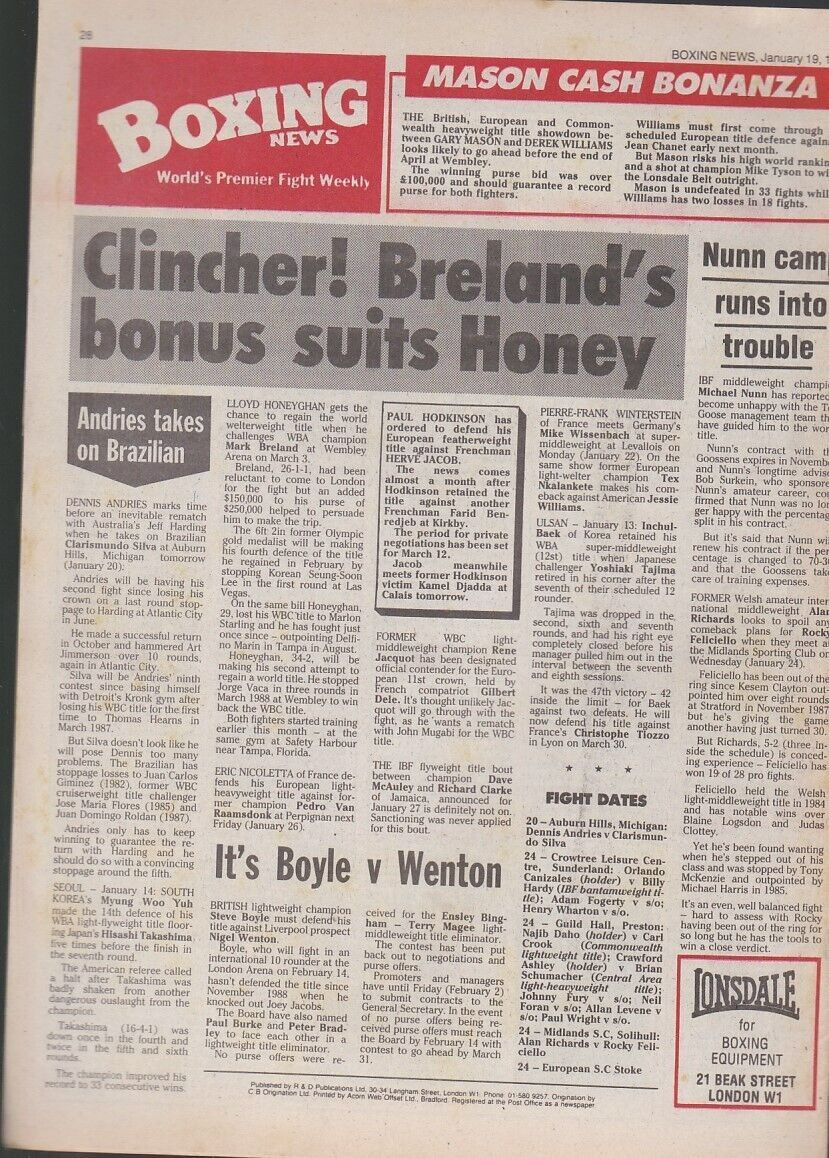 28
BOXING NEWS, January 19, 1
BOXING
NEWS
World's Premier Fight Weekly
MASON CASH BONANZA
THE British, European and Common-
wealth heavyweight title showdown be-
tween GARY MASON and DEREK WILLIAMS
looks likely to go ahead before the end of
April at Wembley.
The winning purse bid was over
£100,000 and should guarantee a record
purse for both fighters.
Williams must first come through
scheduled European title defence again
Jean Chanet early next month.
But Mason risks his high world rankin
and a shot at champion Mike Tyson to wi
the Lonsdale Belt outright.
Mason is undefeated in 33 fights whil
Williams has two losses in 18 fights.
Clincher! Breland's
bonus suits Honey
Andries takes
on Brazilian
DENNIS ANDRIES marks time
before an inevitable rematch
with Australia's Jeff Harding
when he takes on Brazilian
Clarismundo Silva at Auburn
Hills, Michigan tomorrow
(January 20).
Andries will be having his
second fight since losing his
crown on a last round stop-
page to Harding at Atlantic City
in June.
He made a successful return
in October and hammered Art
Jimmerson over 10 rounds,
again in Atlantic City.
Silva will be Andries' ninth
contest since basing himself
with Detroit's Kronk gym after
losing his WBC title for the first
time to Thomas Hearns in
March 1987.
But Silva doesn't look like he
will pose Dennis too many
problems. The Brazilian has
stoppage losses to Juan Carlos
Giminez (1982), former WBC
cruiserweight title challenger
Jose Maria Flores (1985) and
Juan Domingo Roldan (1987).
Andries only has to keep
winning to guarantee the re-
turn with Harding and he
should do so with a convincing
stoppage around the fifth.
SEOUL – January 14: SOUTH
KOREA's Myung Woo Yuh
made the 14th defence of his
WBA light-flyweight title floor-
ing Japan's Hisashi Takashima
five times before the finish in
the seventh round.
The American referee called
a halt after Takashima was
badly shaken from another
dangerous onslaught from the
champion.
Takashima (16-4-1) was
down once in the fourth and
twice in the fifth and sixth
rounds.
The champion improved his
record to 33 consecutive wins.
LLOYD HONEYGHAN gets the
chance to regain the world
welterweight title when he
challenges WBA champion
Mark Breland at Wembley
Arena on March 3.
Breland, 26-1-1, had been
reluctant to come to London
for the fight but an added
$150,000 to his purse of
$250,000 helped to persuade
him to make the trip.
The 6ft 2in former Olympic
gold medalist will be making
his fourth defence of the title
he regained in February by
stopping Korean Seung-Soon
Lee in the first round at Las
Vegas.
On the same bill Honeyghan,
29, lost his WBC title to Marlon
Starling and he has fought just
once since – outpointing Delfi-
no Marin in Tampa in August.
Honeyghan, 34-2, will be
making his second attempt to
regain a world title. He stopped
Jorge Vaca in three rounds in
March 1988 at Wembley to win
back the WBC title.
Both fighters started training
earlier this month – at the
same gym at Safety Harbour
near Tampa, Florida.
ERIC NICOLETTA of France de-
fends his European light-
heavyweight title against for-
mer champion Pedro Van
Raamsdonk at Perpignan next
Friday (January 26).
PAUL HODKINSON has
ordered to defend his
European featherweight
title against Frenchman
HERVE JACOB.
The news comes
almost a month after
Hodkinson retained the
title against another
Frenchman Farid Ben-
redjeb at Kirkby.
The period for private
negotiations has been set
for March 12.
Jacob meanwhile
meets former Hodkinson
victim Kamel Djadda at
Calais tomorrow.
FORMER WBC light-
middleweight champion Rene
Jacquot has been designated
official contender for the Euro-
pean 11st crown, held by
French compatriot Gilbert
Dele. It's thought unlikely Jac-
quot will go through with the
fight, as he wants a rematch
with John Mugabi for the WBC
title.
THE IBF flyweight title bout
between champion Dave
McAuley and Richard Clarke
of Jamaica, announced for
January 27 is definitely not on.
Sanctioning was never applied
for this bout.
PIERRE-FRANK WINTERSTEIN
of France meets Germany's
Mike Wissenbach at super-
middleweight at Levallois on
Monday (January 22). On the
same show former European
light-welter champion Tex
Nkalankete makes his com-
eback against American Jessie
Williams.
ULSAN – January 13: Inchul-
Baek of Korea retained his
WBA super-middleweight
(12st) title when Japanese
challenger Yoshiaki Tajima
retired in his corner after the
seventh of their scheduled 12
rounder.
Tajima was dropped in the
second, sixth and seventh
rounds, and had his right eye
completely closed before his
manager pulled him out in the
interval between the seventh
and eighth sessions.
It was the 47th victory – 42
inside the limit – for Baek
against two defeats. He will
now defend his title against
France's Christophe Tiozzo
in Lyon on March 30.
★ ★ ★
FIGHT DATES
20 – Auburn Hills, Michigan:
Dennis Andries v Clarismun-
do Silva
24 – Crowtree Leisure Cen-
tre, Sunderland: Orlando
Canizales (holder) v Billy
Hardy (IBF bantamweight ti-
tle); Adam Fogerty v s/o;
Henry Wharton v s/o.
24 – Guild Hall, Preston:
Najib Daho (holder) v Carl
Crook (Commonwealth
lightweight title); Crawford
Ashley (holder) v Brian
Schumacher (Central Area
light-heavyweight title);
Johnny Fury v s/o; Neil
Foran v s/o; Allan Levene v
s/o; Paul Wright v s/o.
24 – Midlands S.C, Solihull:
Alan Richards v Rocky Feli-
ciello
24 – European S.C Stoke
It's Boyle v Wenton
BRITISH lightweight champion
Steve Boyle must defend his
title against Liverpool prospect
Nigel Wenton.
Boyle, who will fight in an
international 10 rounder at the
London Arena on February 14,
hasn't defended the title since
November 1988 when he
knocked out Joey Jacobs.
The Board have also named
Paul Burke and Peter Brad-
ley to face each other in a
lightweight title eliminator.
No purse offers were re-
ceived for the Ensley Bing-
ham – Terry Magee light-
middleweight title eliminator.
The contest has been put
back out to negotiations and
purse offers.
Promoters and managers
have until Friday (February 2)
to submit contracts to the
General Secretary. In the event
of no purse offers being re-
ceived purse offers must reach
the Board by February 14 with
contest to go ahead by March
31.
Nunn cam
runs into
trouble
IBF middleweight champi
Michael Nunn has reported
become unhappy with the T
Goose management team th
have guided him to the wor
title.
Nunn's contract with th
Goossens expires in Novemb
and Nunn's longtime advise
Bob Surkein, who sponsore
Nunn's amateur career, co
firmed that Nunn was no lon
ger happy with the percentag
split in his contract.
But it's said that Nunn wi
renew his contract if the per
centage is changed to 70-3
and that the Goossens take
care of training expenses.
FORMER Welsh amateur inter
national middleweight Alan
Richards looks to spoil any
comeback plans for Rocky
Feliciello when they meet a
the Midlands Sporting Club o
Wednesday (January 24).
Feliciello has been out of the
ring since Kesem Clayton out-
pointed him over eight rounds
at Stratford in November 1987
but he's giving the game
another having just turned 30.
But Richards, 5-2 (three in-
side the schedule) is conced-
ing experience – Feliciello has
won 19 of 28 pro fights.
Feliciello held the Welsh
light-middleweight title in 1984
and has notable wins over
Blaine Logsdon and Judas
Clottey.
Yet he's been found wanting
when he's stepped out of his
class and was stopped by Tony
McKenzie and outpointed by
Michael Harris in 1985.
It's an even, well balanced fight
– hard to assess with Rocky
having been out of the ring for
so long but he has the tools to
win a close verdict.
LONSDALE
for
BOXING
EQUIPMENT
21 BEAK STREET
LONDON W1
Published by R & D Publications Ltd, 30-34 Langham Street, London W1. Phone: 01-580 9257. Origination by
C B Origination Ltd. Printed by Acorn Web Offset Ltd., Bradford. Registered at the Post Office as a newspaper